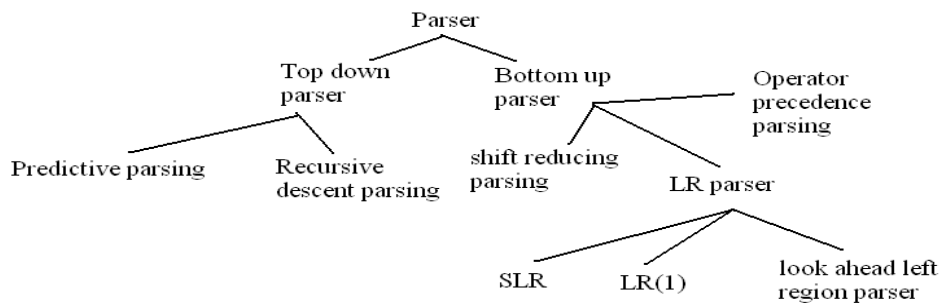 Parser
Top down
parser
Bottom up
parser
Operator
precedence
parsing
Predictive parsing
Recursive
descent parsing
shift reducing
parsing
LR parser
SLR
LR(1)
look ahead left
region parser